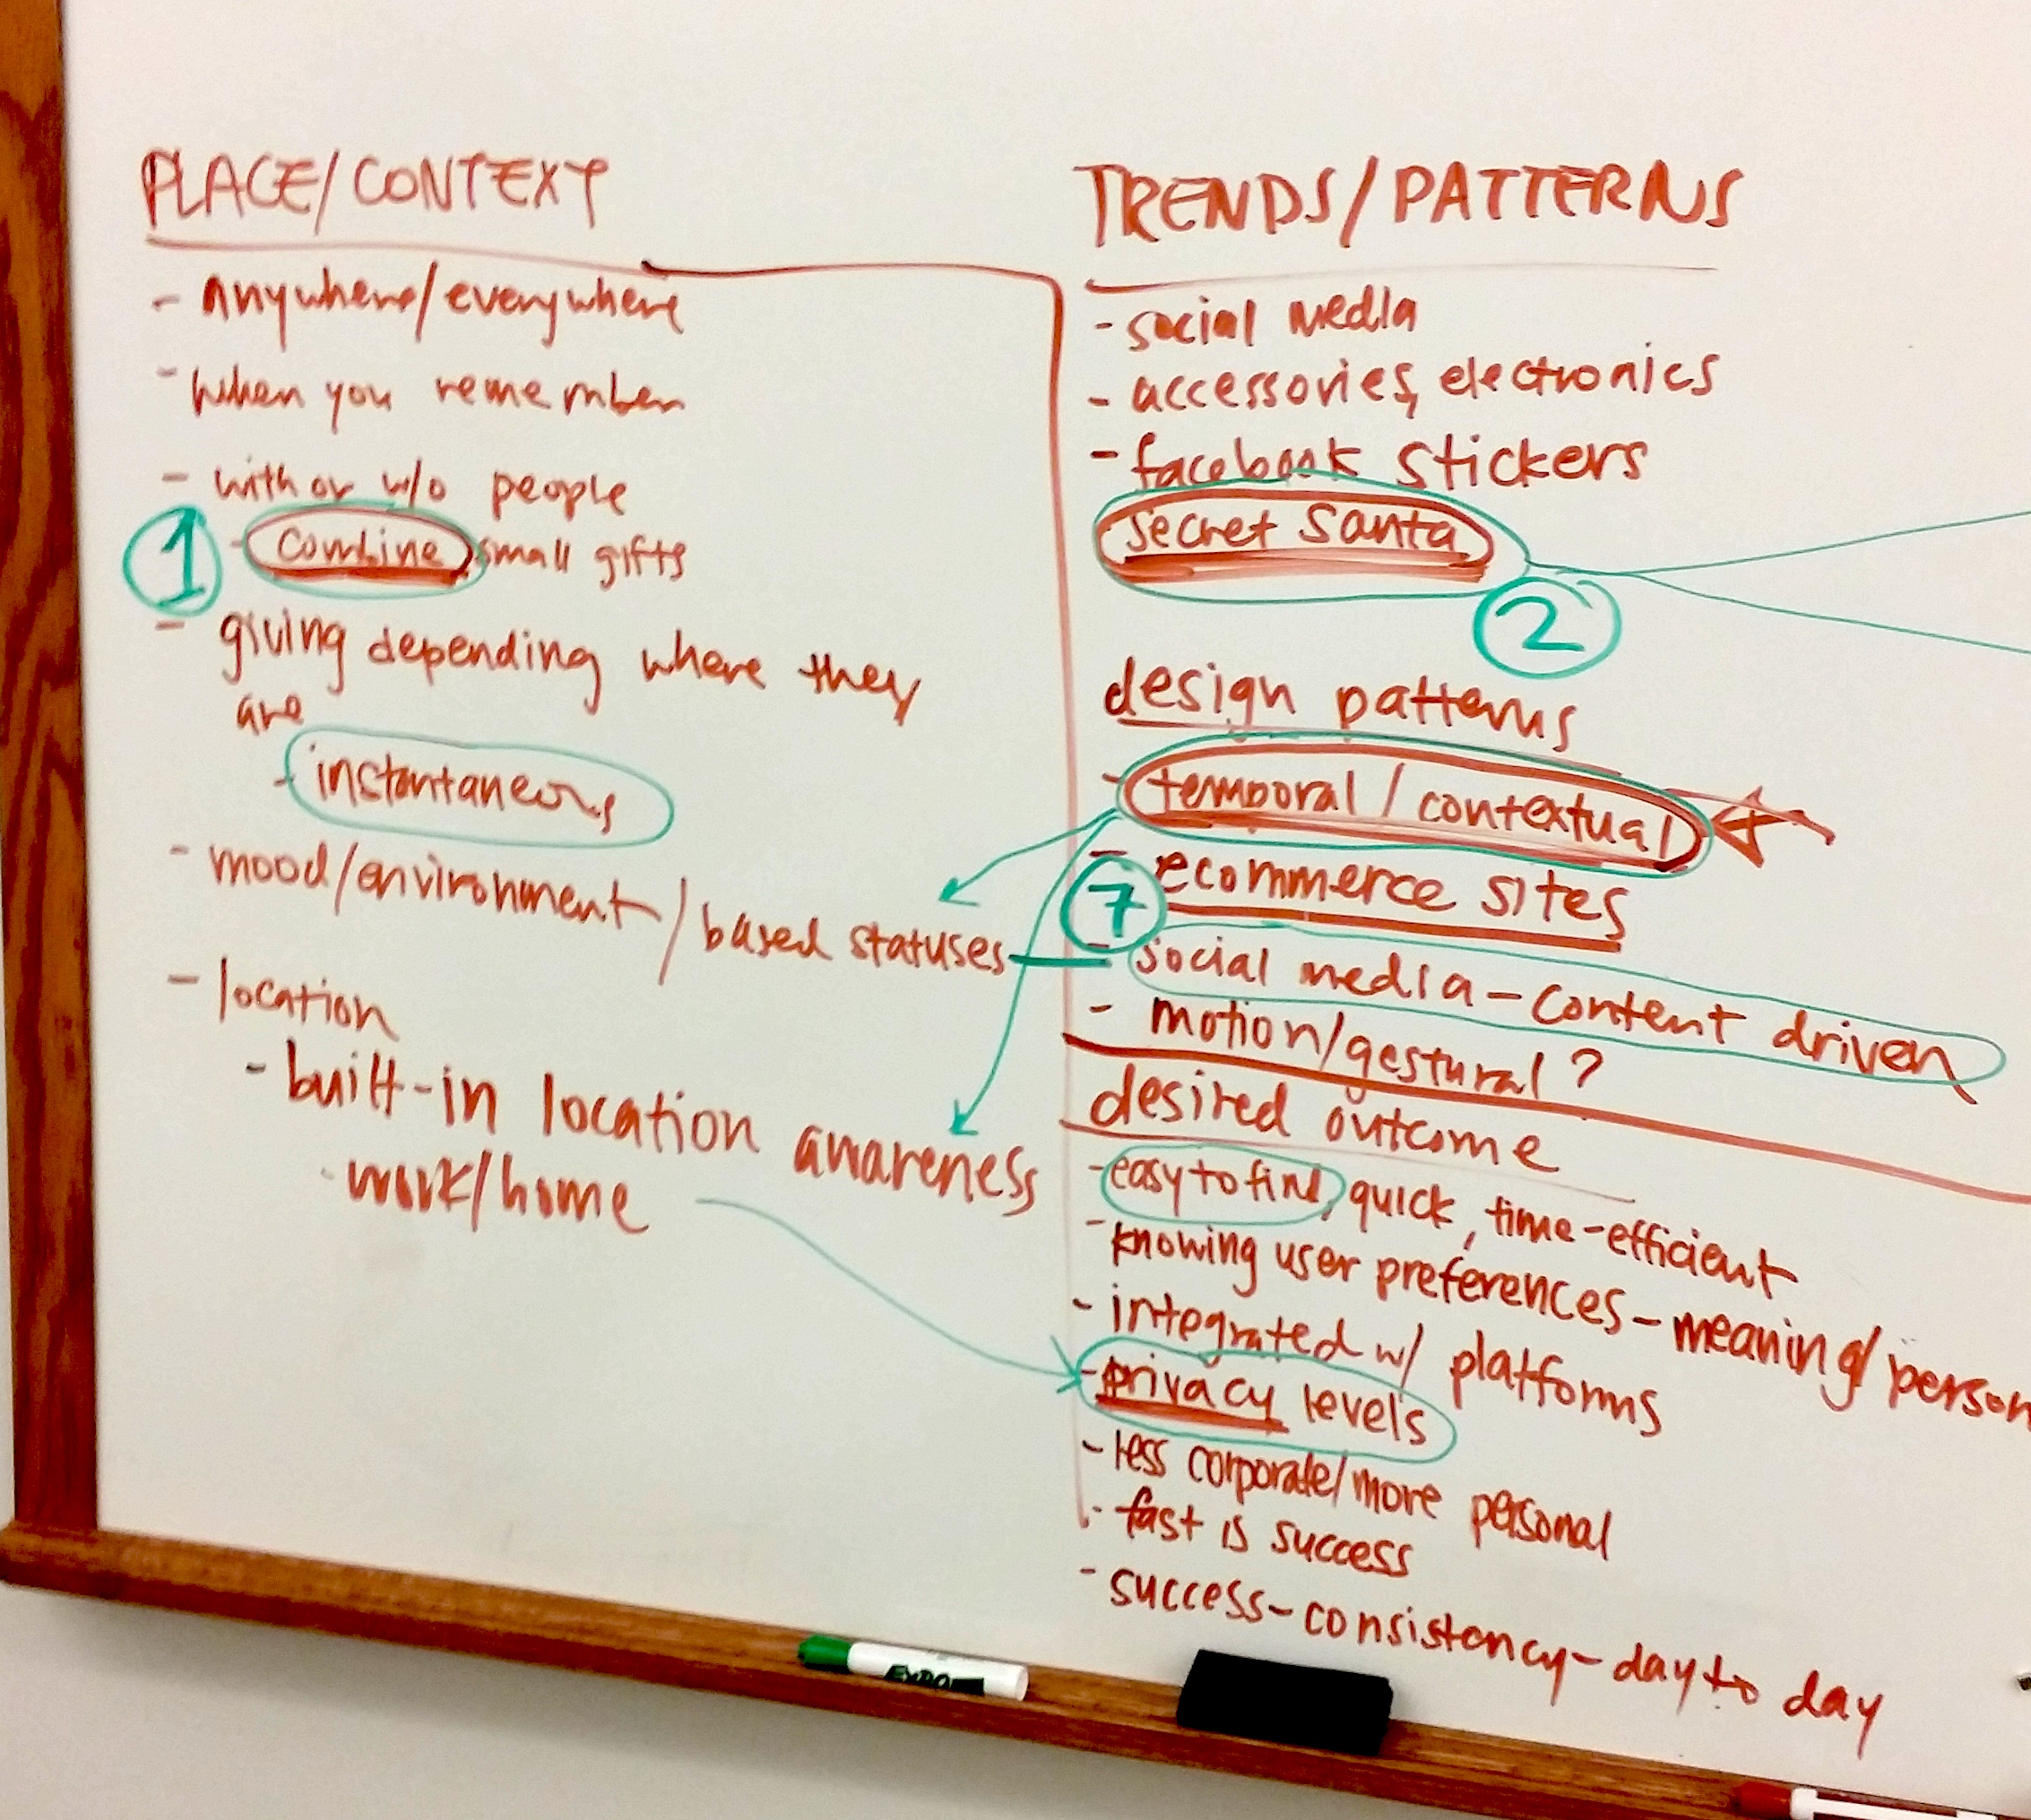 PLACE/CONTEXT
- anywhere/everywhere
- when you remember
- with or w/o people
1
- combine small gifts
- giving depending where they
are
- instantaneous
- mood/environment/based statuses
- location
- built-in location awareness
· work/home
TRENDS/PATTERNS
- social media
- accessories, electronics
- facebook stickers
secret santa
2
design patterns
- temporal/contextual
- ecommerce sites
7
- social media - content driven
- motion/gestural?
desired outcome
- easy to find, quick, time-efficient
- knowing user preferences - meaning/person
- integrated w/ platforms
- privacy levels
- less corporate/more personal
- fast is success
- success - consistency - day to day
EXPO